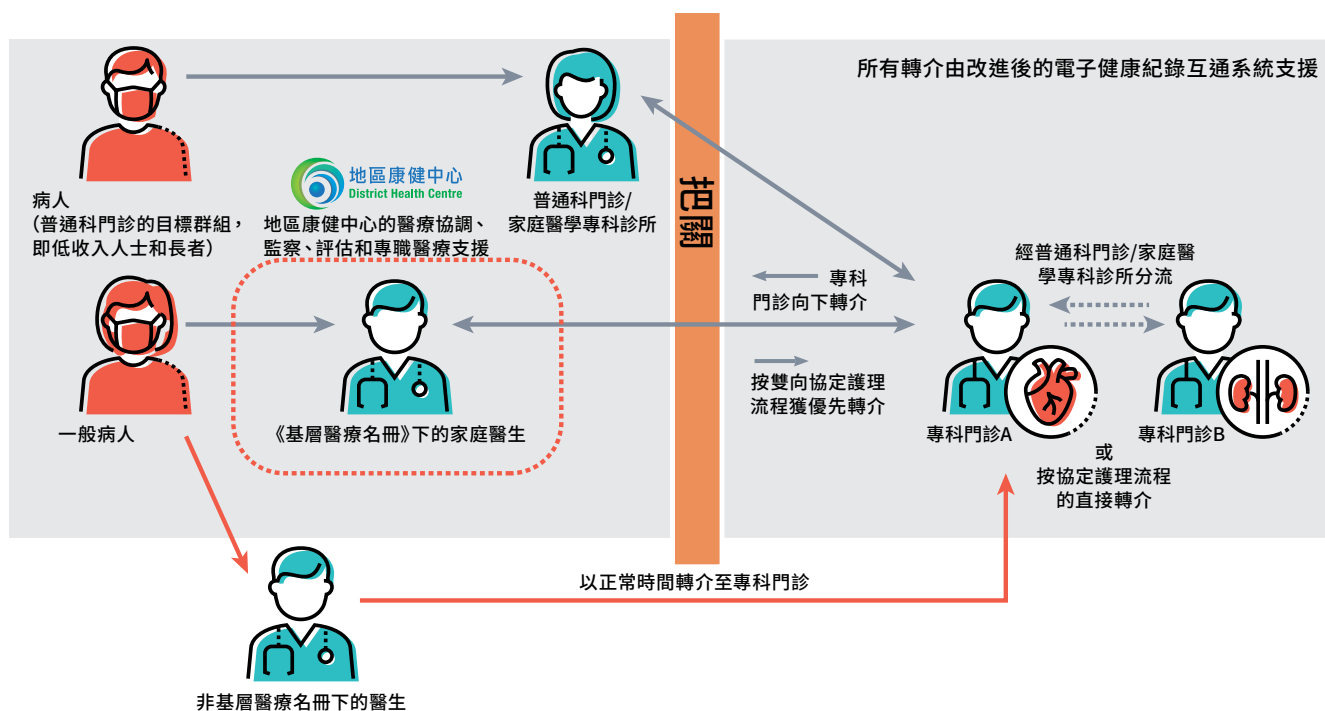 所有轉介由改進後的電子健康紀錄互通系統支援
病人
(普通科門診的目標群組，
即低收入人士和長者)
地區康健中心
District Health Centre
地區康健中心的醫療協調、
監察、評估和專職醫療支援
普通科門診/
家庭醫學專科診所
把關
經普通科門診/家庭醫
學專科診所分流
專科
門診向下轉介
按雙向協定護理
流程獲優先轉介
一般病人
《基層醫療名冊》下的家庭醫生
專科門診A
專科門診B
或
按協定護理流程
的直接轉介
以正常時間轉介至專科門診
非基層醫療名冊下的醫生